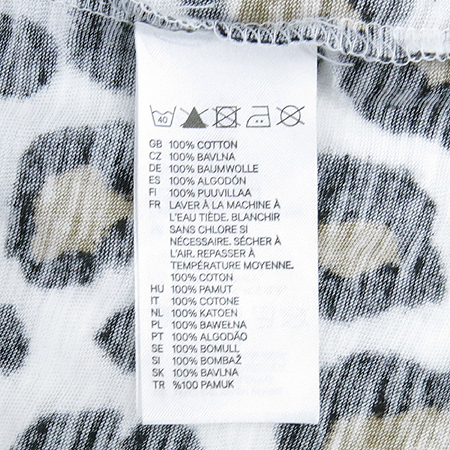 40
GB 100% COTTON
CZ 100% BAVLNA
DE 100% BAUMWOLLE
ES 100% ALGODÓN
FI 100% PUUVILLAA
FR LAVER À LA MACHINE À
L'EAU TIÈDE. BLANCHIR
SANS CHLORE SI
NÉCESSAIRE. SÉCHER À
L'AIR. REPASSER À
TEMPÉRATURE MOYENNE.
100% COTON
HU 100% PAMUT
IT 100% COTONE
NL 100% KATOEN
PL 100% BAWEŁNA
PT 100% ALGODÃO
SE 100% BOMULL
SI 100% BOMBAŽ
SK 100% BAVLNA
TR %100 PAMUK